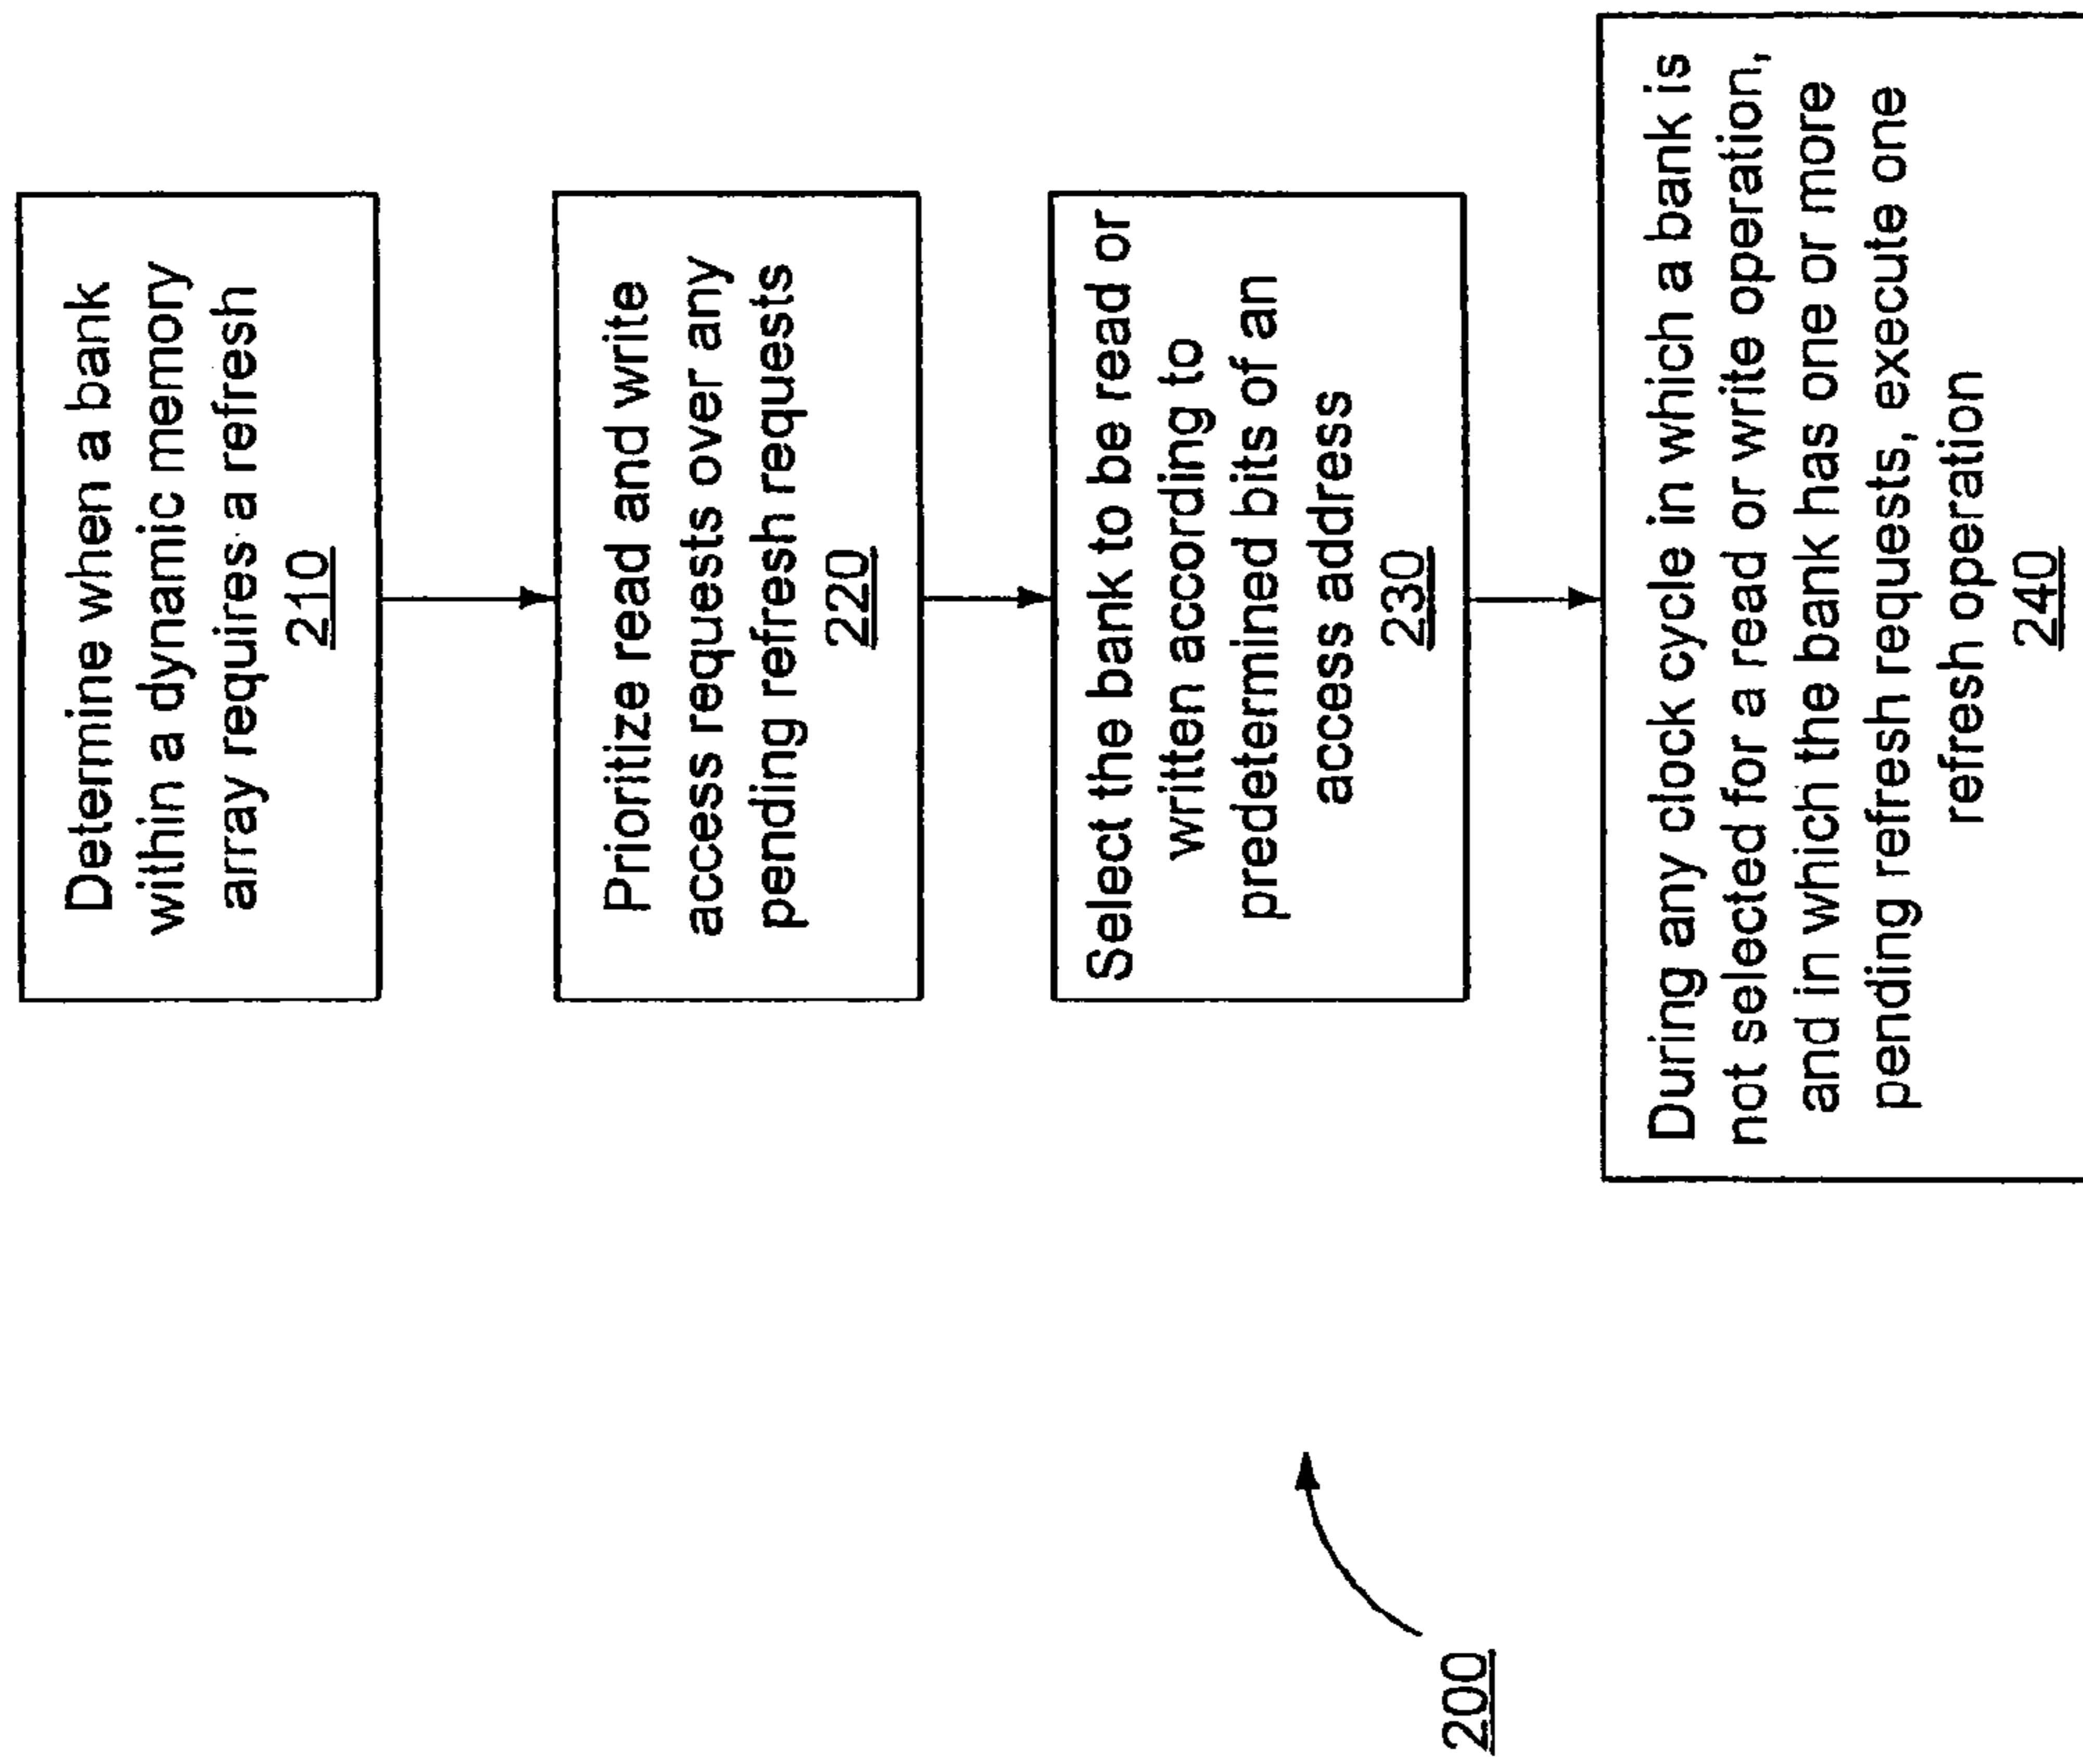 Determine when a bank
within a dynamic memory
array requires a refresh
210
Prioritize read and write
access requests over any
pending refresh requests
220
Select the bank to be read or
written according to
predetermined bits of an
access address
230
During any clock cycle in which a bank is
not selected for a read or write operation,
and in which the bank has one or more
pending refresh requests, execute one
refresh operation
240
200